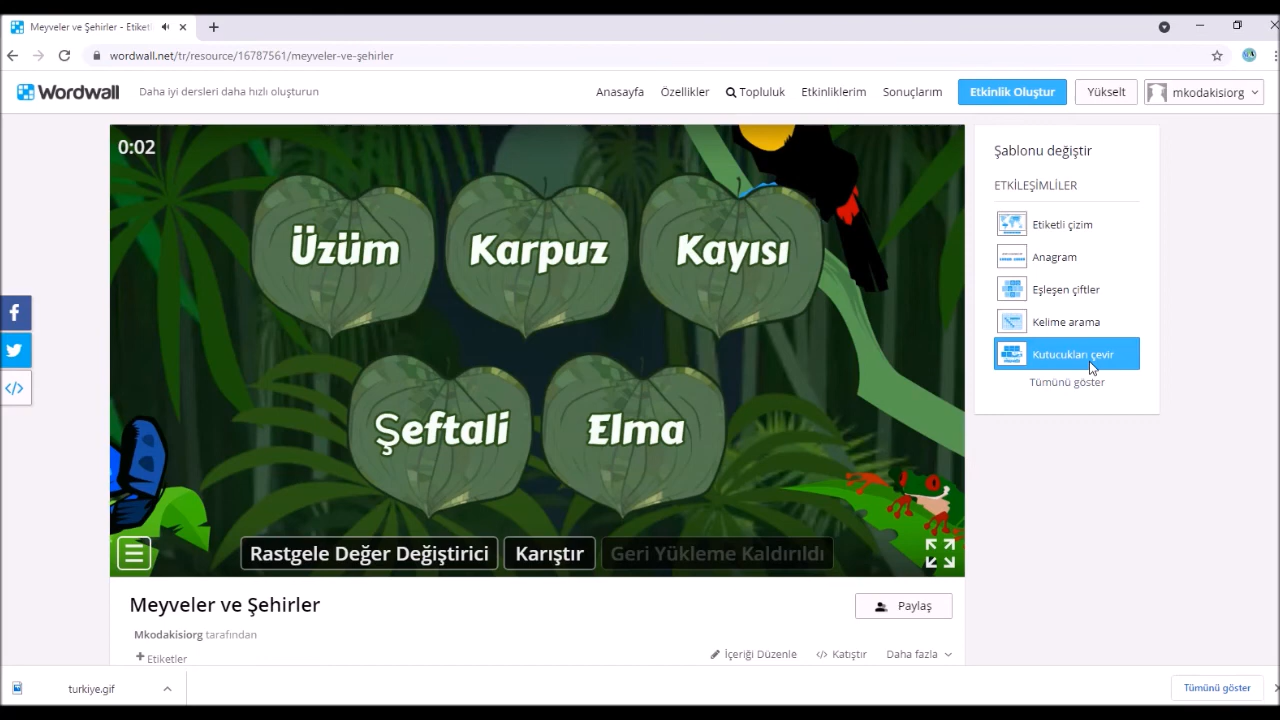 Meyveler ve Şehirler - Etiket
wordwall.net/tr/resource/16787561/meyveler-ve-şehirler
Wordwall
Daha iyi dersleri daha hızlı oluşturun
Anasayfa
Özellikler
Topluluk
Etkinliklerim
Sonuçlarım
Etkinlik Oluştur
Yükselt
mkodakisiorg
0:02
Üzüm
Karpuz
Kayısı
Şeftali
Elma
Rastgele Değer Değiştirici
Karıştır
Geri Yükleme Kaldırıldı
Şablonu değiştir
ETKİLEŞİMLİLER
Etiketli çizim
Anagram
Eşleşen çiftler
Kelime arama
Kutucukları çevir
Tümünü göster
Meyveler ve Şehirler
Paylaş
Mkodakisiorg tarafından
Etiketler
İçeriği Düzenle
</> Katıştır
Daha fazla
turkiye.gif
Tümünü göster